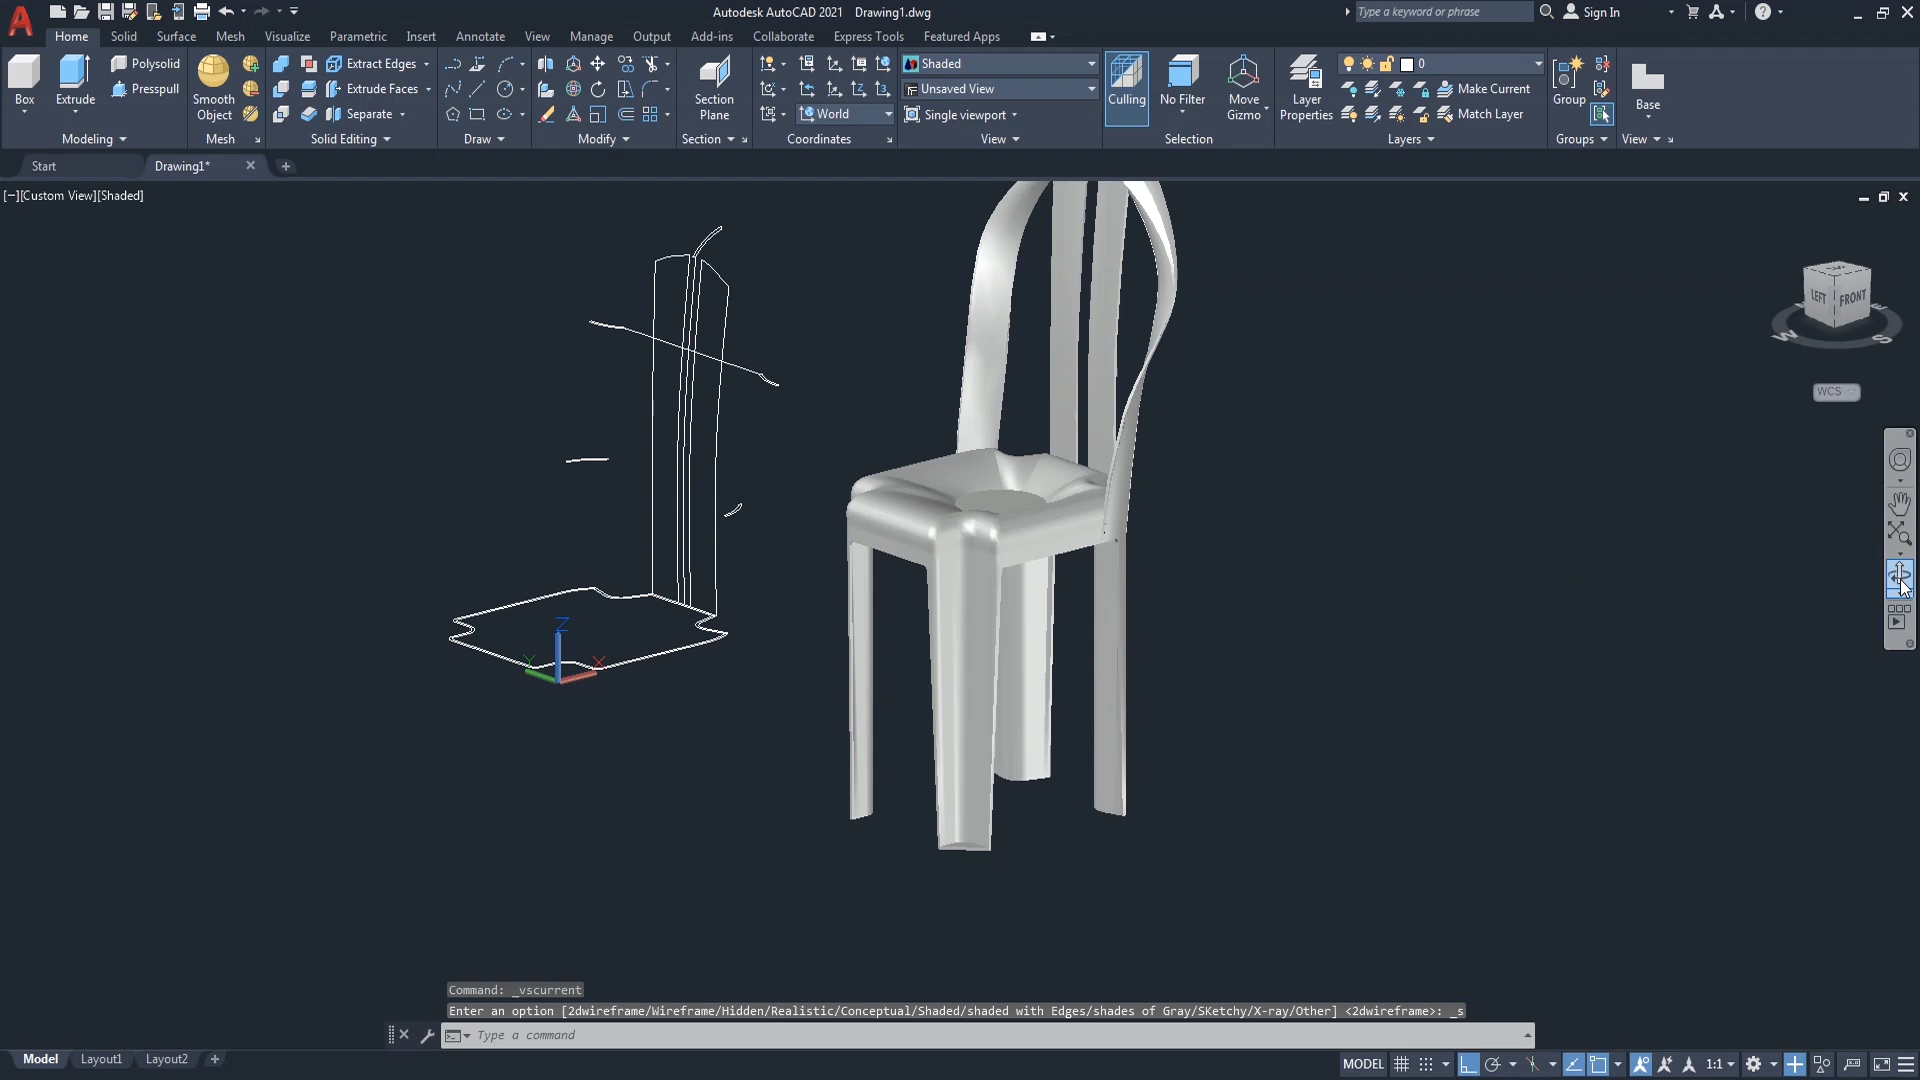 Autodesk AutoCAD 2021 Drawing1.dwg
Type a keyword or phrase
Sign In
Home Solid Surface Mesh Visualize Parametric Insert Annotate View Manage Output Add-ins Collaborate Express Tools Featured Apps
Box
Extrude
Polysolid
Presspull
Modeling
Smooth
Object
Mesh
Extract Edges
Extrude Faces
Separate
Solid Editing
Draw
Modify
Section
Plane
Section
World
Coordinates
Shaded
Unsaved View
Single viewport
View
Culling
No Filter
Move
Gizmo
Selection
Layer
Properties
0
Make Current
Match Layer
Layers
Group
Groups
Base
View
Start
Drawing1*
[−][Custom View][Shaded]
LEFT FRONT
W S
WCS
Z
Y X
Command: _vscurrent
Enter an option [2dwireframe/Wireframe/Hidden/Realistic/Conceptual/Shaded/shaded with Edges/shades of Gray/SKetchy/X-ray/Other] <2dwireframe>: _s
Type a command
Model Layout1 Layout2 +
MODEL
1:1